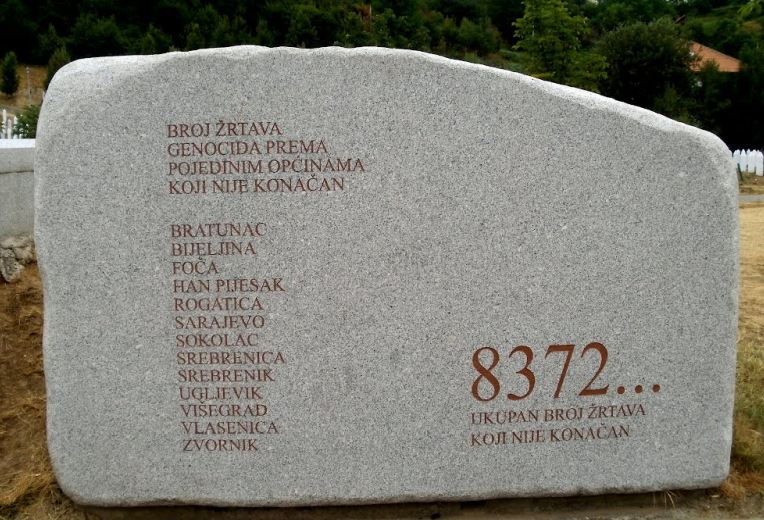 BROJ ŽRTAVA
GENOCIDA PREMA
POJEDINIM OPĆINAMA
KOJI NIJE KONAČAN
BRATUNAC
BIJELJINA
FOČA
HAN PIJESAK
ROGATICA
SARAJEVO
SOKOLAC
SREBRENICA
SREBRENIK
UGLJEVIK
VIŠEGRAD
VLASENICA
ZVORNIK
8372...
UKUPAN BROJ ŽRTAVA
KOJI NIJE KONAČAN